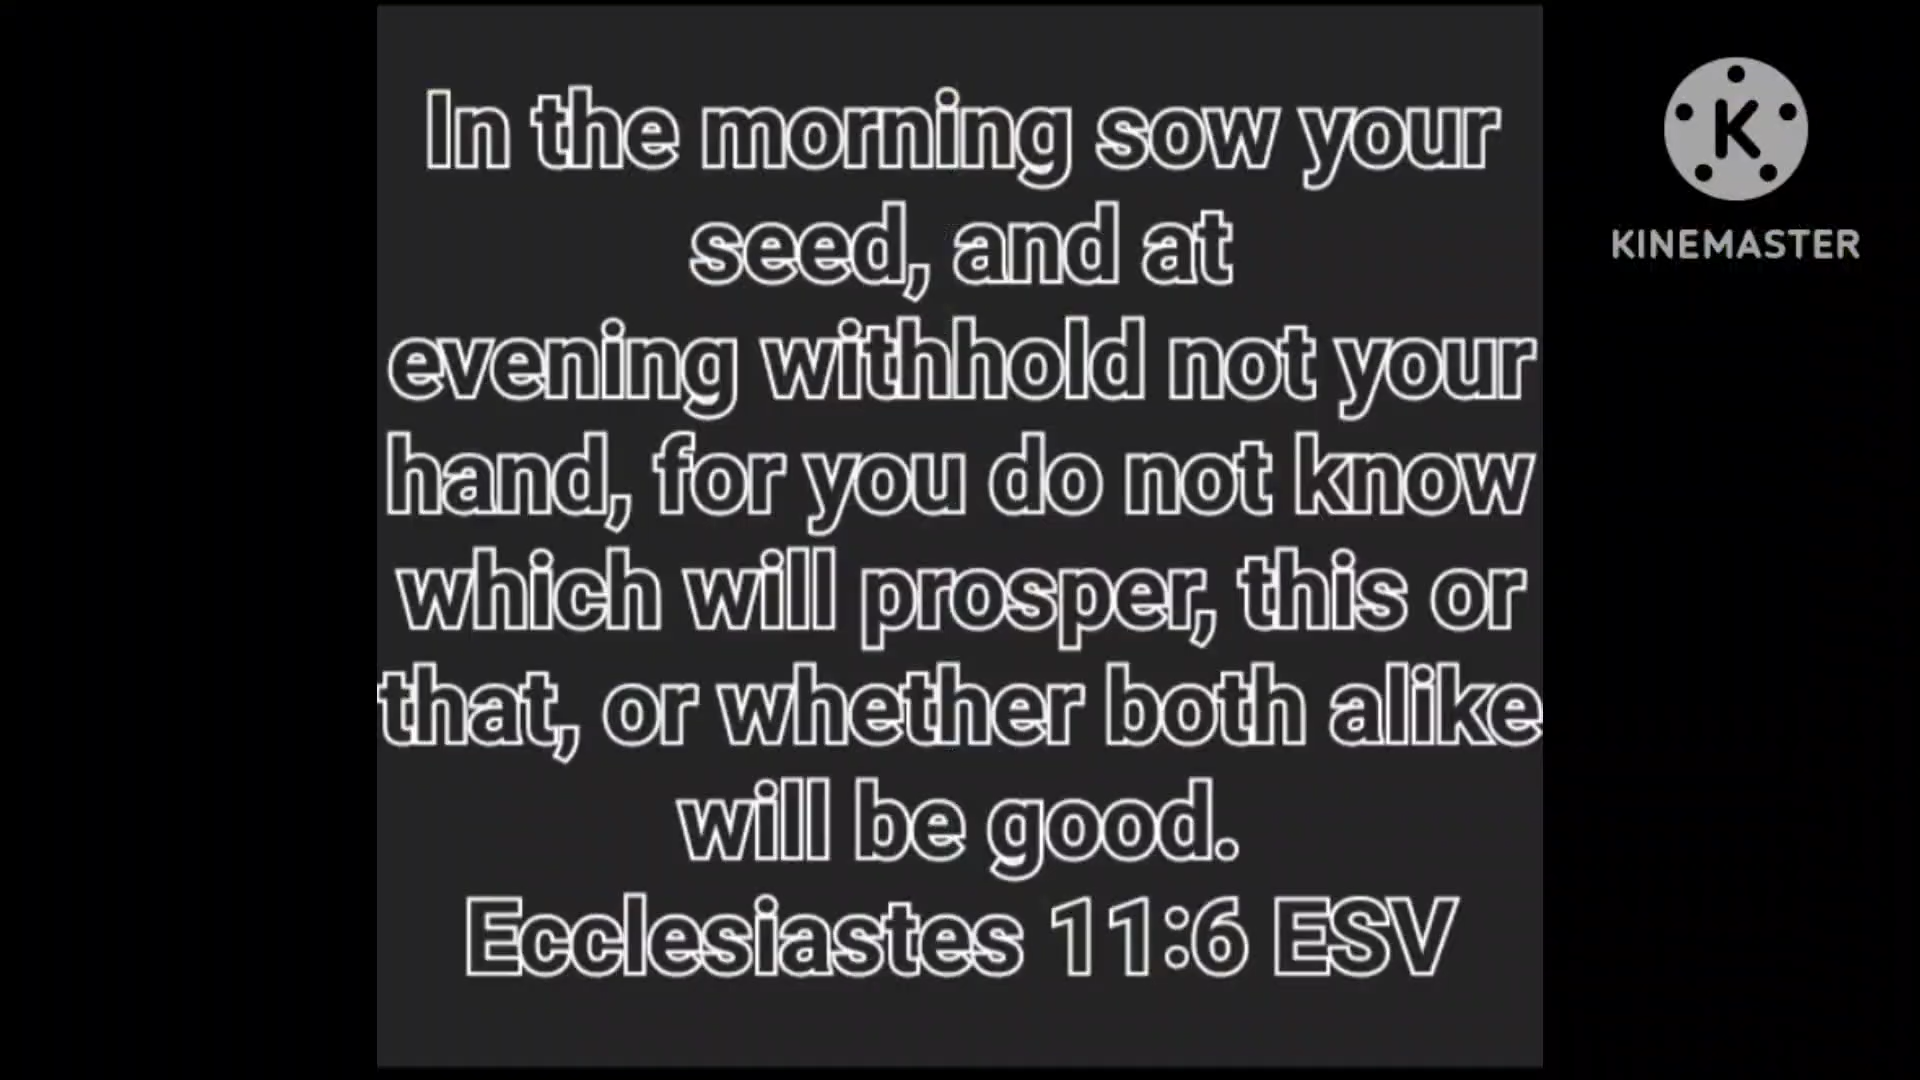 In the morning sow your
seed, and at
evening withhold not your
hand, for you do not know
which will prosper, this or
that, or whether both alike
will be good.
Ecclesiastes 11:6 ESV
K
KINEMASTER